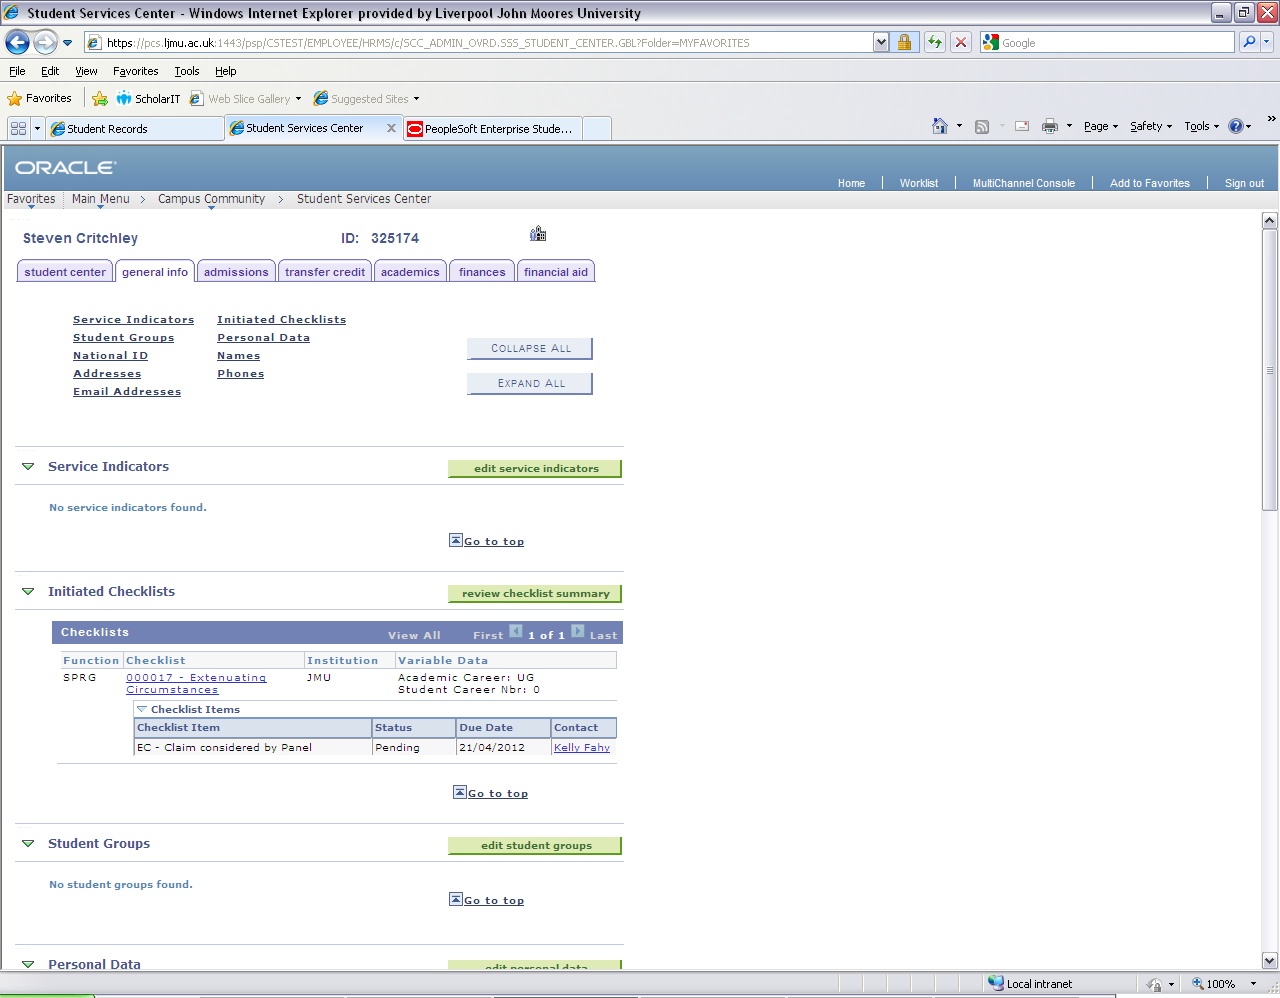 Student Services Center - Windows Internet Explorer provided by Liverpool John Moores University
https://pcs.ljmu.ac.uk:1443/psp/CSTEST/EMPLOYEE/HRMS/c/SCC_ADMIN_OVRD.SSS_STUDENT_CENTER.GBL?Folder=MYFAVORITES
Google
File Edit View Favorites Tools Help
Favorites ScholarIT Web Slice Gallery Suggested Sites
Student Records Student Services Center X PeopleSoft Enterprise Stude... Page Safety Tools »
ORACLE
Home Worklist MultiChannel Console Add to Favorites Sign out
Favorites Main Menu > Campus Community > Student Services Center
Steven Critchley ID: 325174
student center general info admissions transfer credit academics finances financial aid
Service Indicators Initiated Checklists
Student Groups Personal Data
National ID Names
Addresses Phones
Email Addresses
COLLAPSE ALL
EXPAND ALL
Service Indicators edit service indicators
No service indicators found.
Go to top
Initiated Checklists review checklist summary
Checklists View All First 1 of 1 Last
Function Checklist Institution Variable Data
SPRG 000017 - Extenuating Circumstances JMU Academic Career: UG
Student Career Nbr: 0
Checklist Items
Checklist Item Status Due Date Contact
EC - Claim considered by Panel Pending 21/04/2012 Kelly Fahy
Go to top
Student Groups edit student groups
No student groups found.
Go to top
Personal Data edit personal data
Local intranet 100%